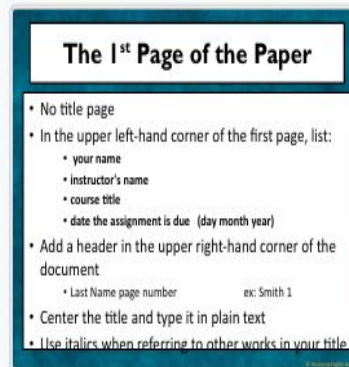 The 1st Page of the Paper
• No title page
• In the upper left-hand corner of the first page, list:
• your name
• instructor's name
• course title
• date the assignment is due (day month year)
• Add a header in the upper right-hand corner of the
document
• Last Name page number ex: Smith 1
• Center the title and type it in plain text
• Use italics when referring to other works in your title